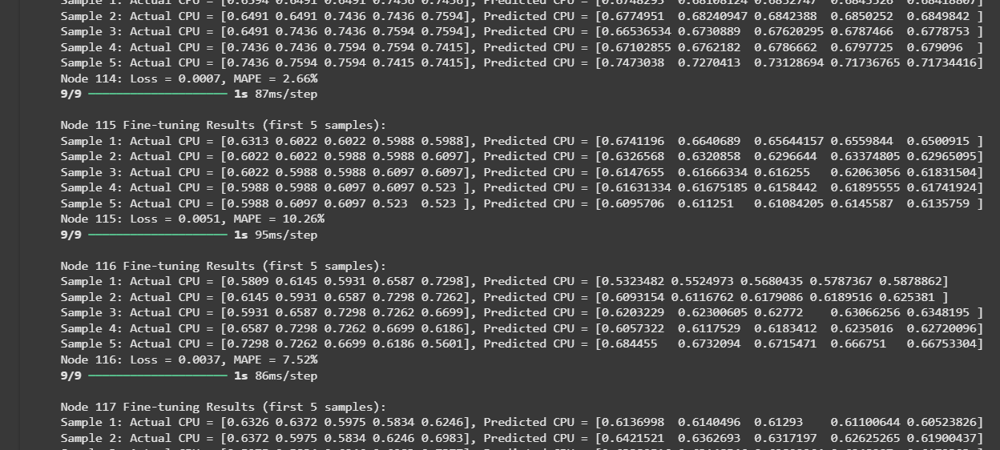 Sample 1: Actual CPU = [0.6394 0.6491 0.6491 0.7436 0.7436], Predicted CPU = [0.6748695 0.68108124 0.6832747 0.6843526 0.68418807]
Sample 2: Actual CPU = [0.6491 0.6491 0.7436 0.7436 0.7594], Predicted CPU = [0.6774951 0.68240947 0.6842388 0.6850252 0.6849842 ]
Sample 3: Actual CPU = [0.6491 0.7436 0.7436 0.7594 0.7594], Predicted CPU = [0.66536534 0.6730889 0.67620295 0.6787466 0.6778753 ]
Sample 4: Actual CPU = [0.7436 0.7436 0.7594 0.7594 0.7415], Predicted CPU = [0.67102855 0.6762182 0.6786662 0.6797725 0.679096 ]
Sample 5: Actual CPU = [0.7436 0.7594 0.7594 0.7415 0.7415], Predicted CPU = [0.7473038 0.7270413 0.73128694 0.71736765 0.71734416]
Node 114: Loss = 0.0007, MAPE = 2.66%
9/9 ━━━━━━━━━━━━━━━━━━━━ 1s 87ms/step
Node 115 Fine-tuning Results (first 5 samples):
Sample 1: Actual CPU = [0.6313 0.6022 0.6022 0.5988 0.5988], Predicted CPU = [0.6741196 0.6640689 0.65644157 0.6559844 0.6500915 ]
Sample 2: Actual CPU = [0.6022 0.6022 0.5988 0.5988 0.6097], Predicted CPU = [0.6326568 0.6320858 0.6296644 0.63374805 0.62965095]
Sample 3: Actual CPU = [0.6022 0.5988 0.5988 0.6097 0.6097], Predicted CPU = [0.6147655 0.61666334 0.616255 0.62063056 0.61831504]
Sample 4: Actual CPU = [0.5988 0.5988 0.6097 0.6097 0.523 ], Predicted CPU = [0.61631334 0.61675185 0.6158442 0.61895555 0.61741924]
Sample 5: Actual CPU = [0.5988 0.6097 0.6097 0.523 0.523 ], Predicted CPU = [0.6095706 0.611251 0.61084205 0.6145587 0.6135759 ]
Node 115: Loss = 0.0051, MAPE = 10.26%
9/9 ━━━━━━━━━━━━━━━━━━━━ 1s 95ms/step
Node 116 Fine-tuning Results (first 5 samples):
Sample 1: Actual CPU = [0.5809 0.6145 0.5931 0.6587 0.7298], Predicted CPU = [0.5323482 0.5524973 0.5680435 0.5787367 0.5878862]
Sample 2: Actual CPU = [0.6145 0.5931 0.6587 0.7298 0.7262], Predicted CPU = [0.6093154 0.6116762 0.6179086 0.6189516 0.625381 ]
Sample 3: Actual CPU = [0.5931 0.6587 0.7298 0.7262 0.6699], Predicted CPU = [0.6203229 0.62300605 0.62772 0.63066256 0.6348195 ]
Sample 4: Actual CPU = [0.6587 0.7298 0.7262 0.6699 0.6186], Predicted CPU = [0.6057322 0.6117529 0.6183412 0.6235016 0.62720096]
Sample 5: Actual CPU = [0.7298 0.7262 0.6699 0.6186 0.5601], Predicted CPU = [0.684455 0.6732094 0.6715471 0.666751 0.66753304]
Node 116: Loss = 0.0037, MAPE = 7.52%
9/9 ━━━━━━━━━━━━━━━━━━━━ 1s 86ms/step
Node 117 Fine-tuning Results (first 5 samples):
Sample 1: Actual CPU = [0.6326 0.6372 0.5975 0.5834 0.6246], Predicted CPU = [0.6136998 0.6140496 0.61293 0.61100644 0.60523826]
Sample 2: Actual CPU = [0.6372 0.5975 0.5834 0.6246 0.6983], Predicted CPU = [0.6421521 0.6362693 0.6317197 0.62625265 0.61900437]